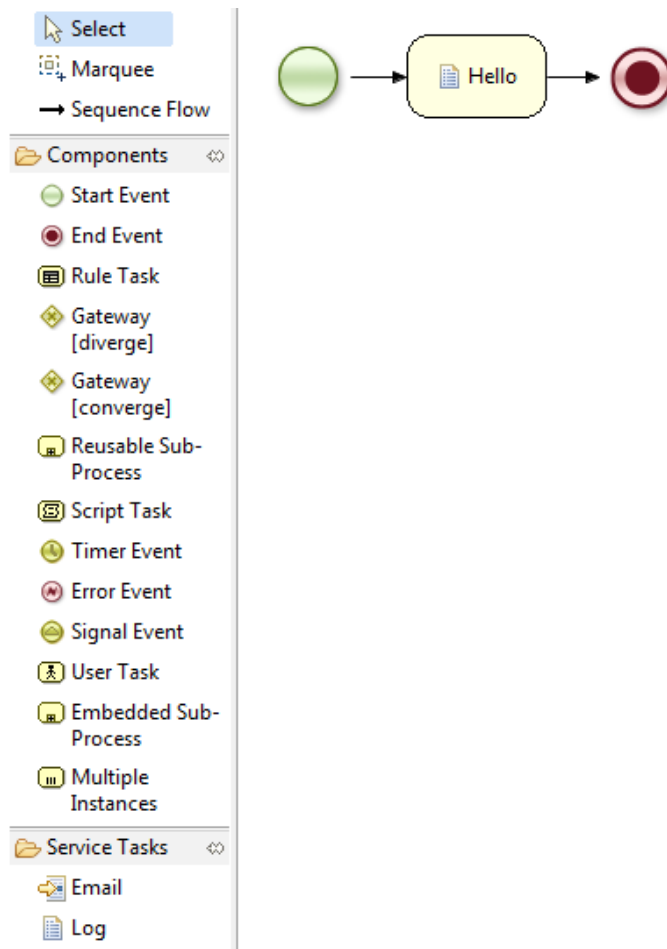 Select
Marquee
Sequence Flow
Hello
Components
Start Event
End Event
Rule Task
Gateway
[diverge]
Gateway
[converge]
Reusable Sub-
Process
Script Task
Timer Event
Error Event
Signal Event
User Task
Embedded Sub-
Process
Multiple
Instances
Service Tasks
Email
Log